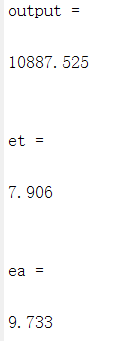 output =
10887.525
et =
7.906
ea =
9.733